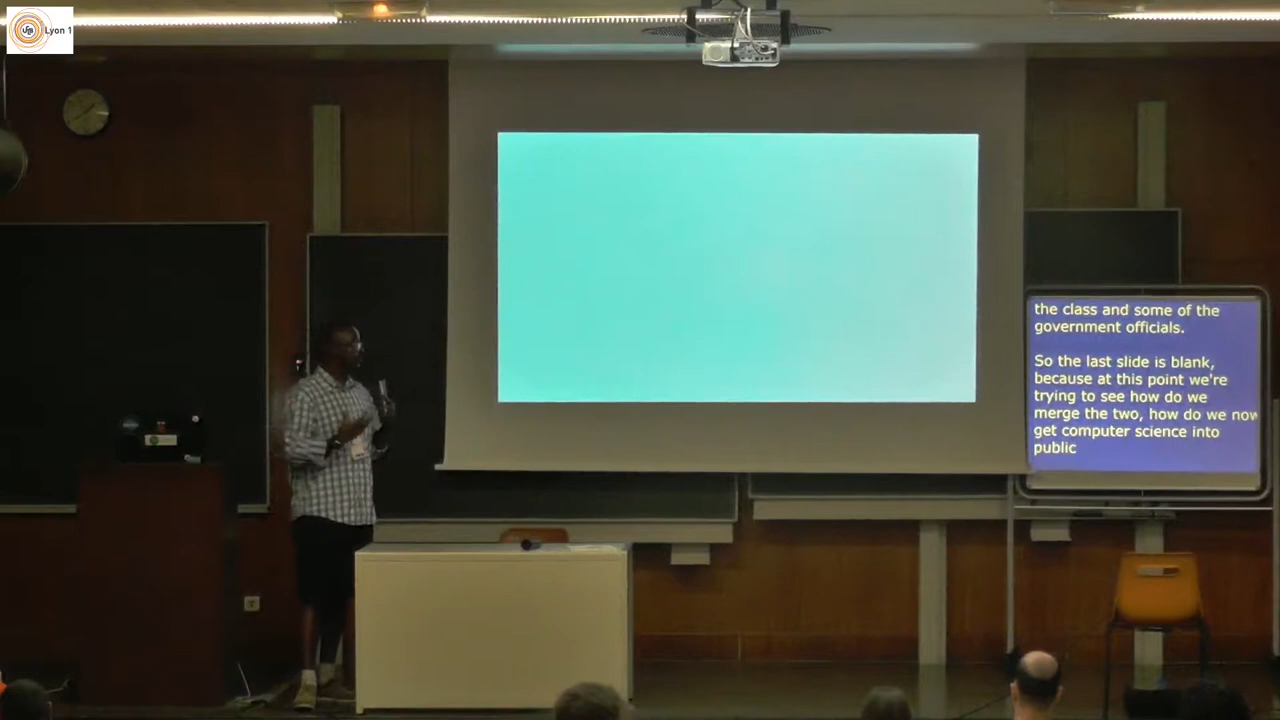 Lyon 1
the class and some of the
government officials.
So the last slide is blank,
because at this point we're
trying to see how do we
merge the two, how do we now
get computer science into
public